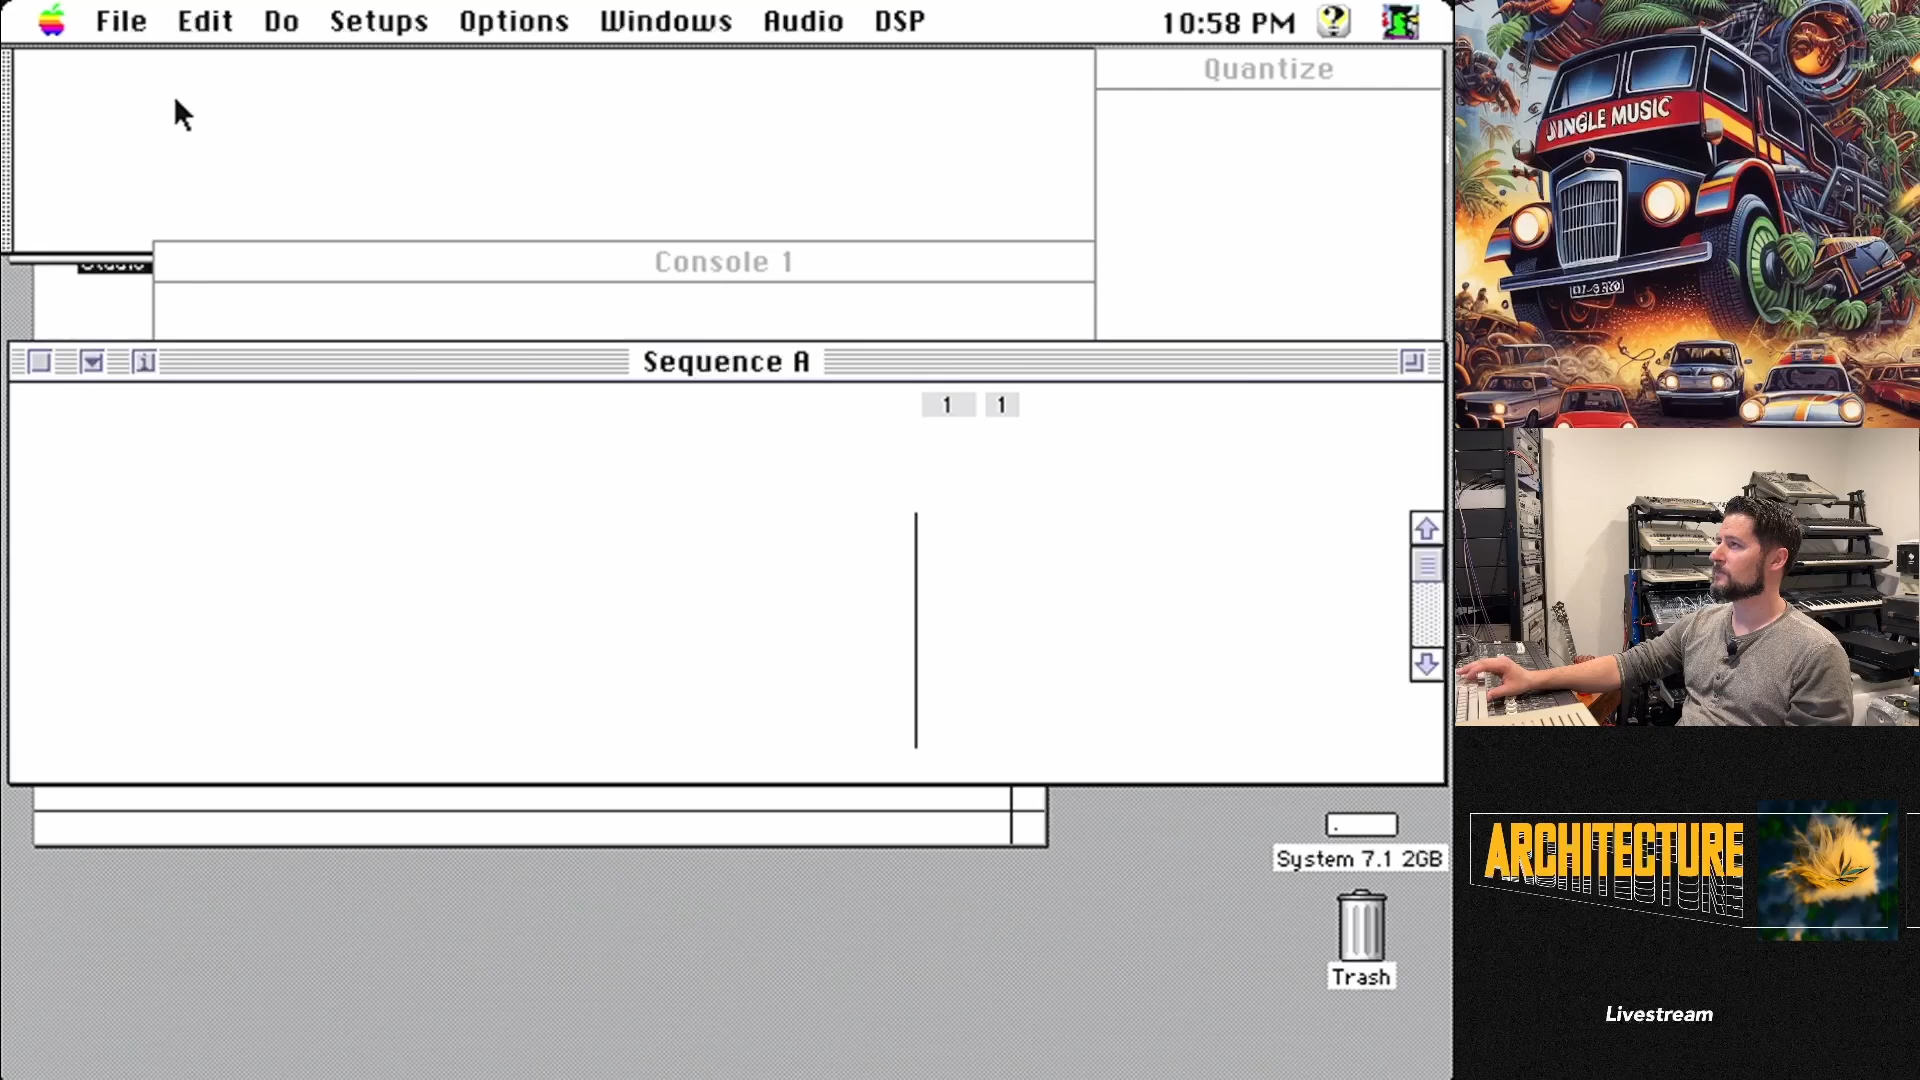 File Edit Do Setups Options Windows Audio DSP 10:58 PM
Quantize
Console 1
Sequence A
1 1
System 7.1 2GB
Trash
JINGLE MUSIC
ARCHITECTURE
Livestream